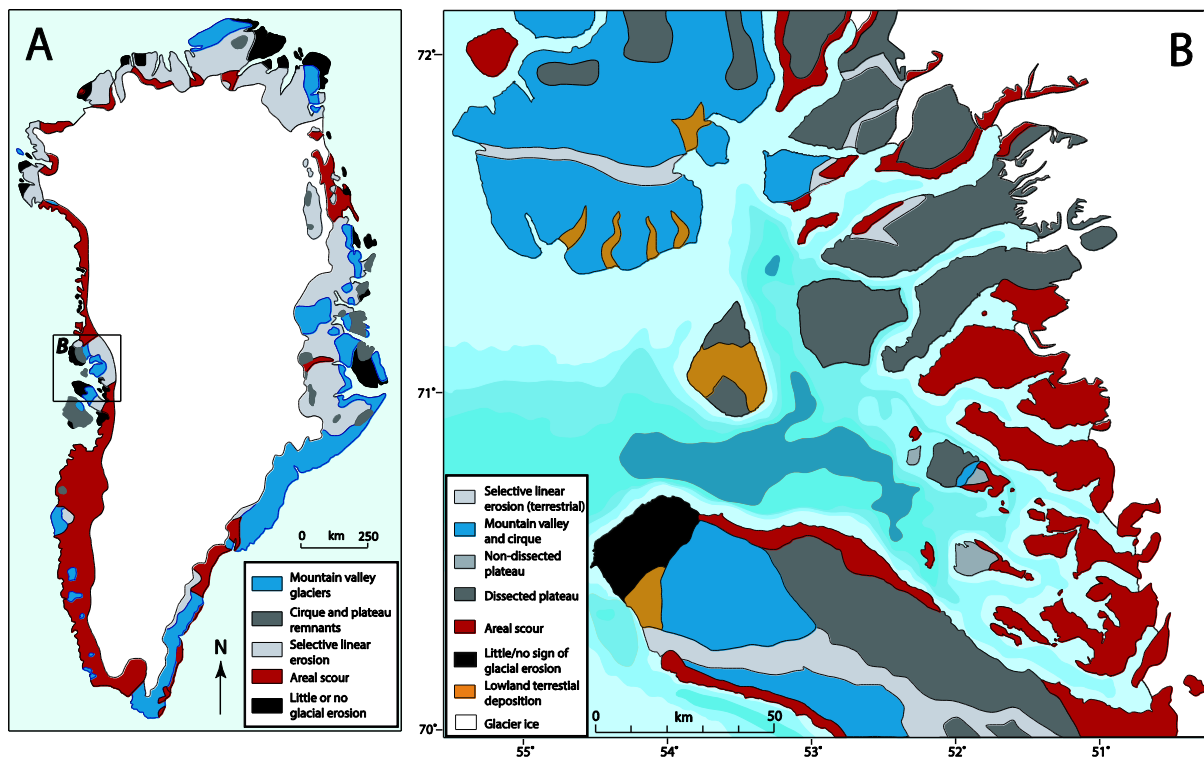 A
B
km
0 250
N
Mountain valley
glaciers
Cirque and plateau
remnants
Selective linear
erosion
Areal scour
Little or no
glacial erosion
B
72°
71°
70°
Selective linear
erosion (terrestrial)
Mountain valley
and cirque
Non-dissected
plateau
Dissected plateau
Areal scour
Little/no sign of
glacial erosion
Lowland terrestial
deposition
Glacier ice
0 km 50
55° 54° 53° 52° 51°